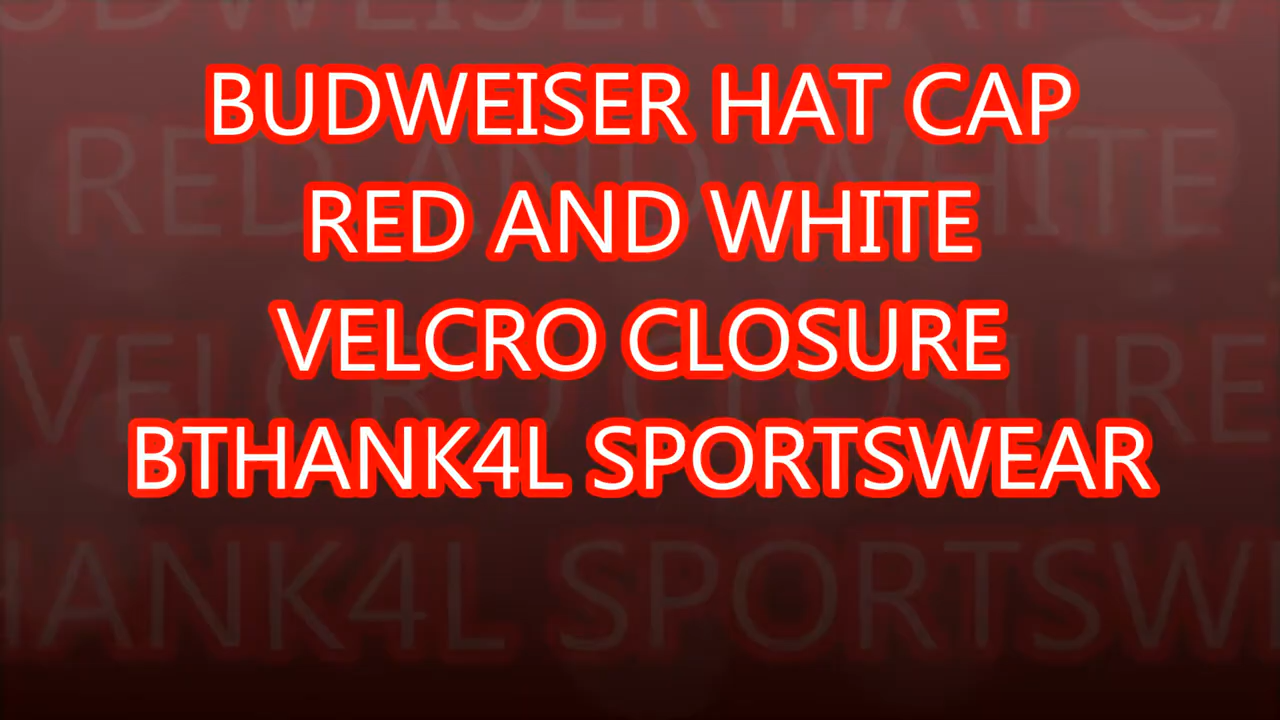 BUDWEISER HAT CAP
RED AND WHITE
VELCRO CLOSURE
BTHANK4L SPORTSWEAR